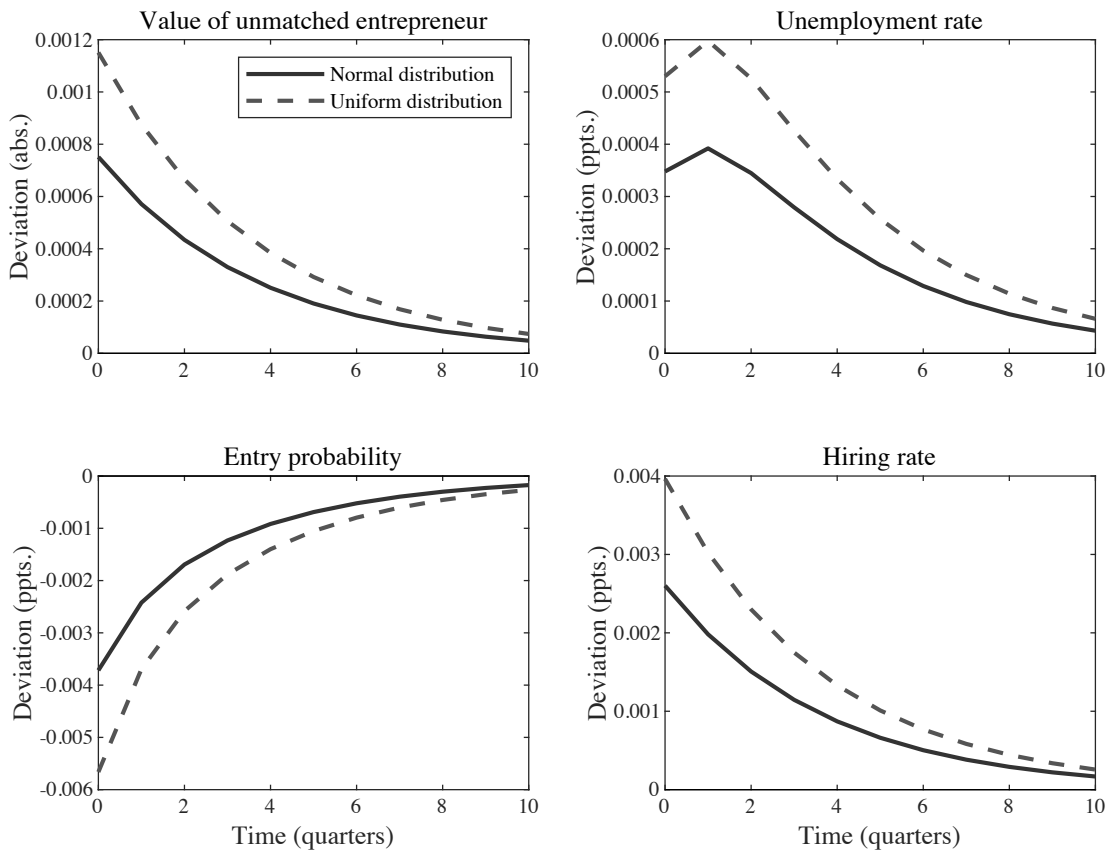 Value of unmatched entrepreneur
Deviation (abs.)
0.0012
0.001
0.0008
0.0006
0.0004
0.0002
0
0 2 4 6 8 10
Normal distribution
Uniform distribution
Unemployment rate
Deviation (ppts.)
0.0006
0.0005
0.0004
0.0003
0.0002
0.0001
0
0 2 4 6 8 10
Entry probability
Deviation (ppts.)
0
-0.001
-0.002
-0.003
-0.004
-0.005
-0.006
0 2 4 6 8 10
Time (quarters)
Hiring rate
Deviation (ppts.)
0.004
0.003
0.002
0.001
0
0 2 4 6 8 10
Time (quarters)